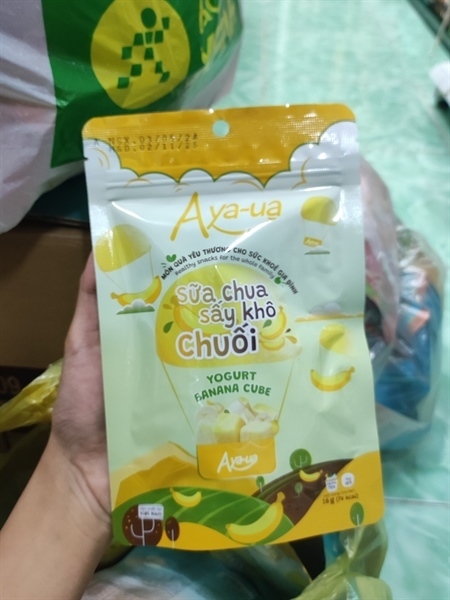 Aya-ua
MÓN QUÀ YÊU THƯƠNG CHO SỨC KHOẺ GIA ĐÌNH
Healthy Snacks for the whole family
Sữa chua
sấy khô
chuối
YOGURT
BANANA CUBE
Aya-ua